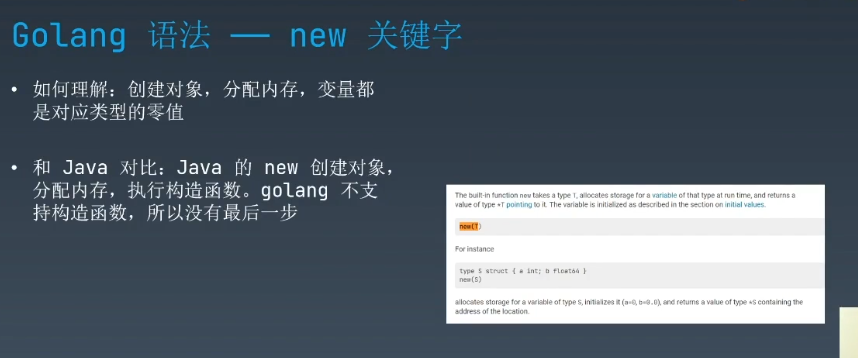 Golang 语法 —— new 关键字
• 如何理解：创建对象，分配内存，变量都
是对应类型的零值
• 和 Java 对比：Java 的 new 创建对象，
分配内存，执行构造函数。golang 不支
持构造函数，所以没有最后一步
The built-in function new takes a type T, allocates storage for a variable of that type at run time, and returns a
value of type *T pointing to it. The variable is initialized as described in the section on initial values.
new(T)
For instance
type S struct { a int; b float64 }
new(S)
allocates storage for a variable of type S, initializes it (a=0, b=0.0), and returns a value of type *S containing the
address of the location.